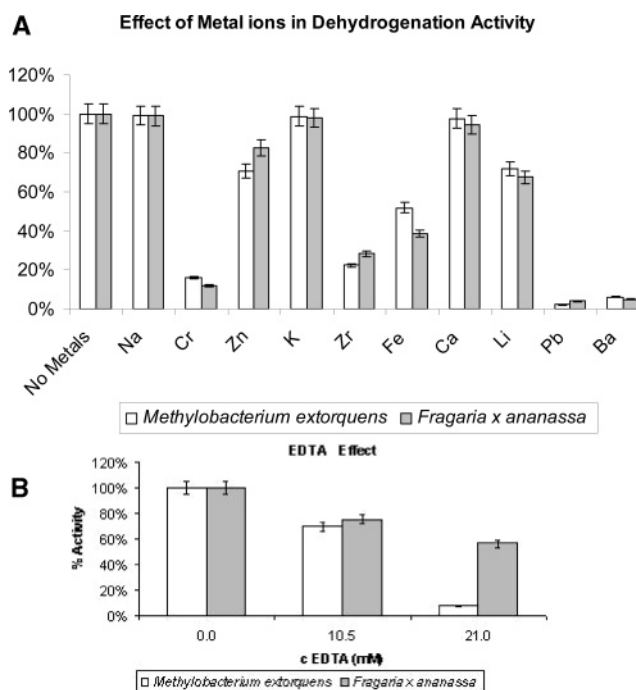 A
Effect of Metal ions in Dehydrogenation Activity
120%
100%
80%
60%
40%
20%
0%
No Metals Na Cr Zn K Zr Fe Ca Li Pb Ba
Methylobacterium extorquens Fragaria x ananassa
EDTA Effect
B
120%
100%
80%
60%
40%
20%
0%
% Activity
0.0 10.5 21.0
c EDTA (mM)
Methylobacterium extorquens Fragaria x ananassa